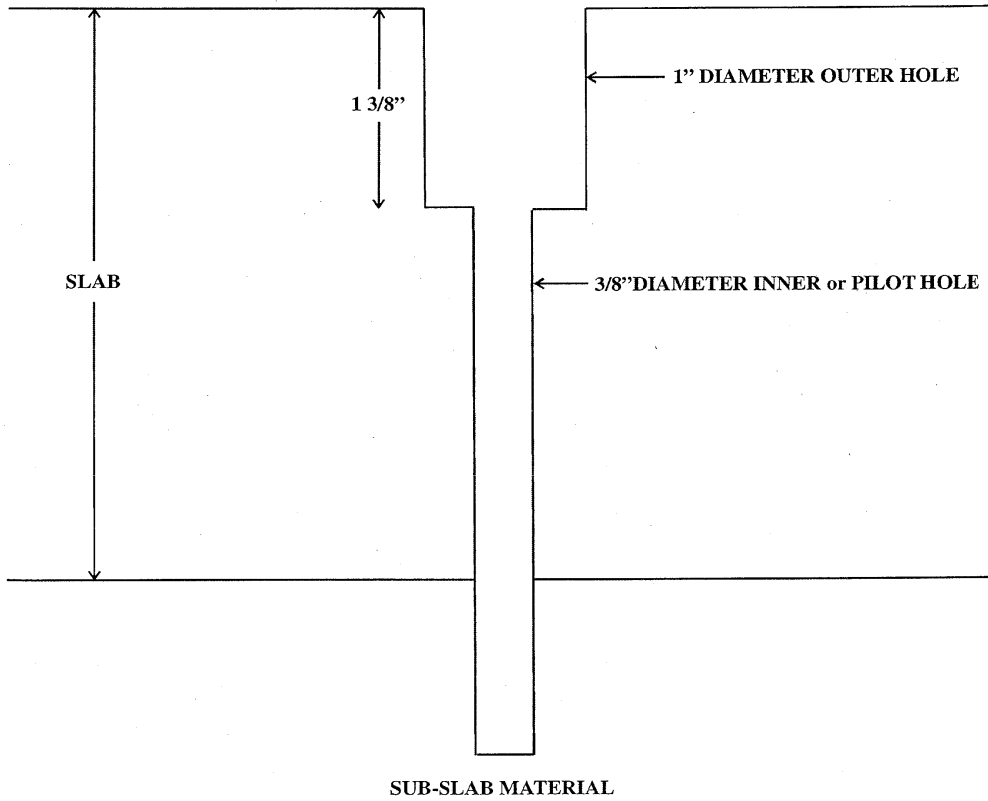 1” DIAMETER OUTER HOLE
1 3/8”
SLAB
3/8”DIAMETER INNER or PILOT HOLE
SUB-SLAB MATERIAL